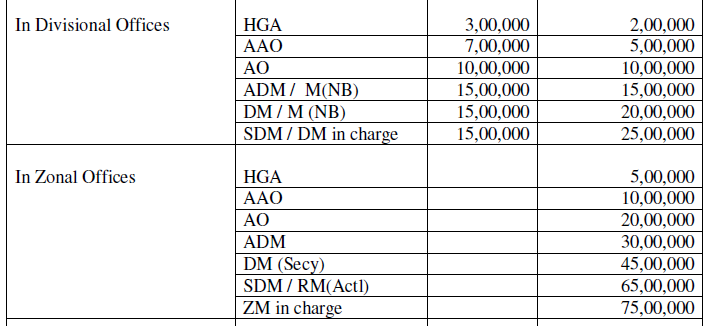 In Divisional Offices HGA 3,00,000 2,00,000
AAO 7,00,000 5,00,000
AO 10,00,000 10,00,000
ADM / M(NB) 15,00,000 15,00,000
DM / M (NB) 15,00,000 20,00,000
SDM / DM in charge 15,00,000 25,00,000
In Zonal Offices HGA 5,00,000
AAO 10,00,000
AO 20,00,000
ADM 30,00,000
DM (Secy) 45,00,000
SDM / RM(Actl) 65,00,000
ZM in charge 75,00,000